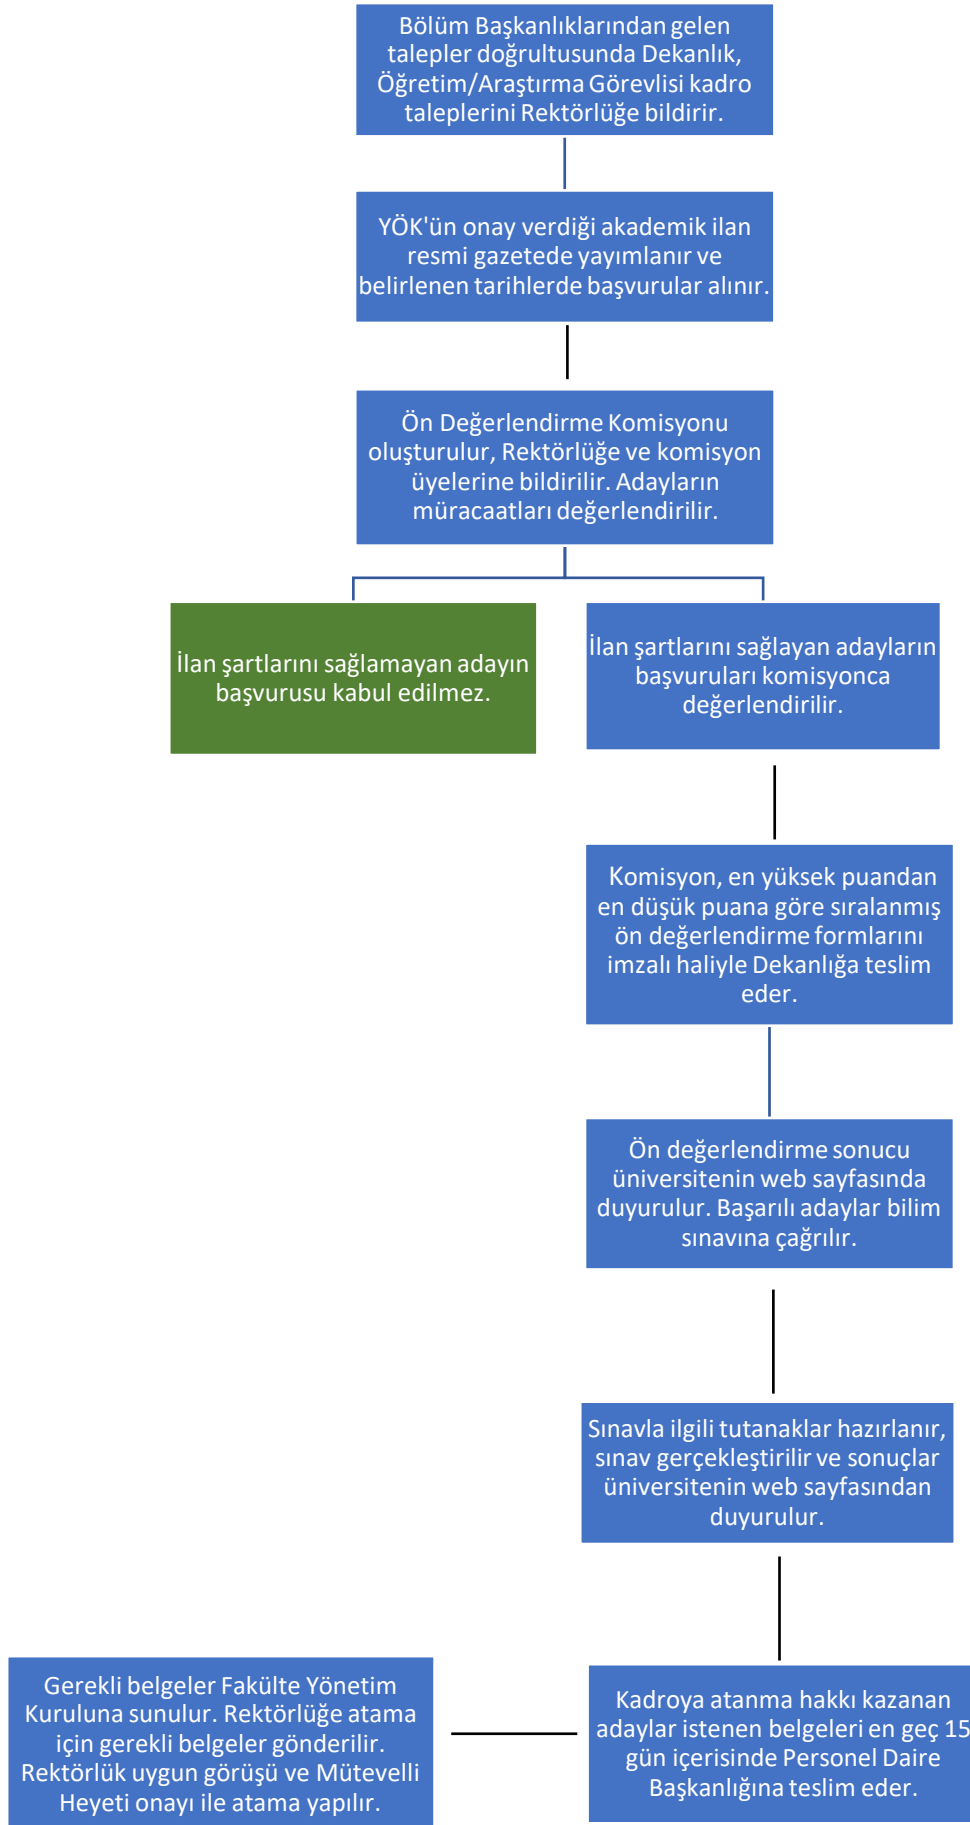 Bölüm Başkanlıklarından gelen
talepler doğrultusunda Dekanlık,
Öğretim/Araştırma Görevlisi kadro
taleplerini Rektörlüğe bildirir.
YÖK'ün onay verdiği akademik ilan
resmi gazetede yayımlanır ve
belirlenen tarihlerde başvurular alınır.
Ön Değerlendirme Komisyonu
oluşturulur, Rektörlüğe ve komisyon
üyelerine bildirilir. Adayların
müracaatları değerlendirilir.
İlan şartlarını sağlamayan adayın
başvurusu kabul edilmez.
İlan şartlarını sağlayan adayların
başvuruları komisyonca
değerlendirilir.
Komisyon, en yüksek puandan
en düşük puana göre sıralanmış
ön değerlendirme formlarını
imzalı haliyle Dekanlığa teslim
eder.
Ön değerlendirme sonucu
üniversitenin web sayfasında
duyurulur. Başarılı adaylar bilim
sınavına çağrılır.
Sınavla ilgili tutanaklar hazırlanır,
sınav gerçekleştirilir ve sonuçlar
üniversitenin web sayfasından
duyurulur.
Kadroya atanma hakkı kazanan
adaylar istenen belgeleri en geç 15
gün içerisinde Personel Daire
Başkanlığına teslim eder.
Gerekli belgeler Fakülte Yönetim
Kuruluna sunulur. Rektörlüğe atama
için gerekli belgeler gönderilir.
Rektörlük uygun görüşü ve Mütevelli
Heyeti onayı ile atama yapılır.